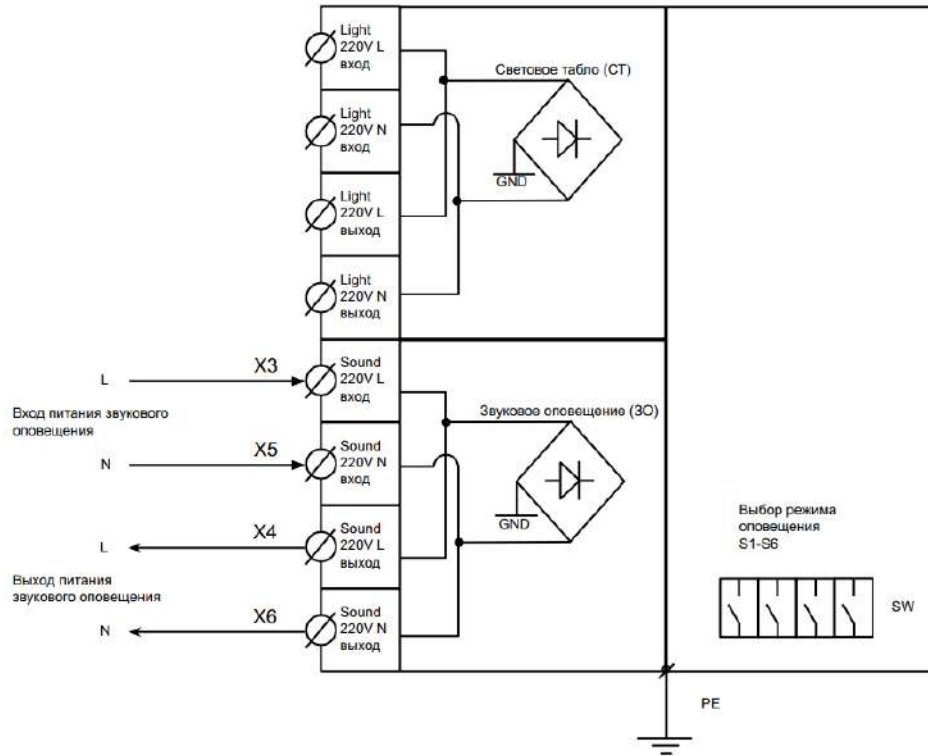 Light
220V L
вход
Световое табло (СТ)
Light
220V N
вход
GND
Light
220V L
выход
Light
220V N
выход
L
X3
Sound
220V L
вход
Вход питания звукового
оповещения
Звуковое оповещение (ЗО)
N
X5
Sound
220V N
вход
GND
L
X4
Sound
220V L
выход
Выход питания
звукового оповещения
N
X6
Sound
220V N
выход
Выбор режима
оповещения
S1-S6
SW
PE